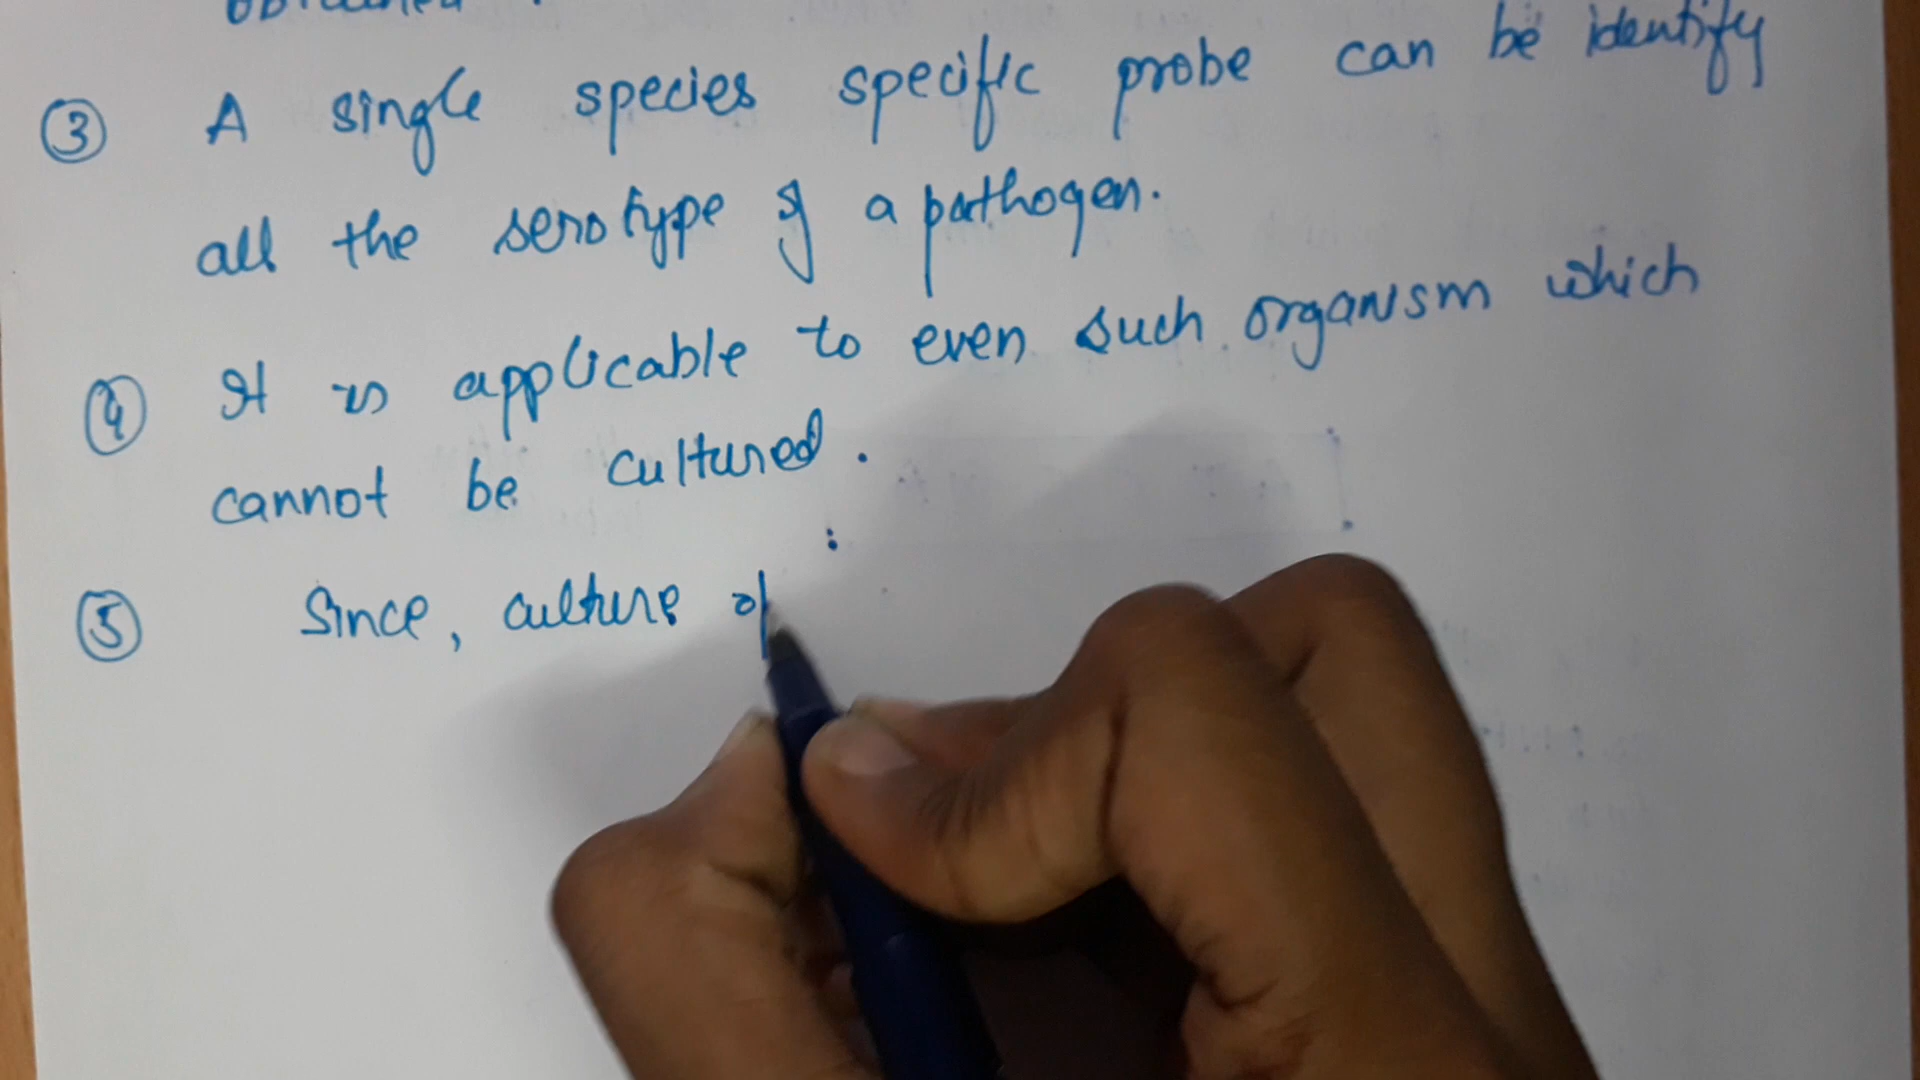 obtained.
③ A single species specific probe can be identify
all the serotype of a pathogen.
④ It is applicable to even such organism which
cannot be cultured.
⑤ Since, culture of